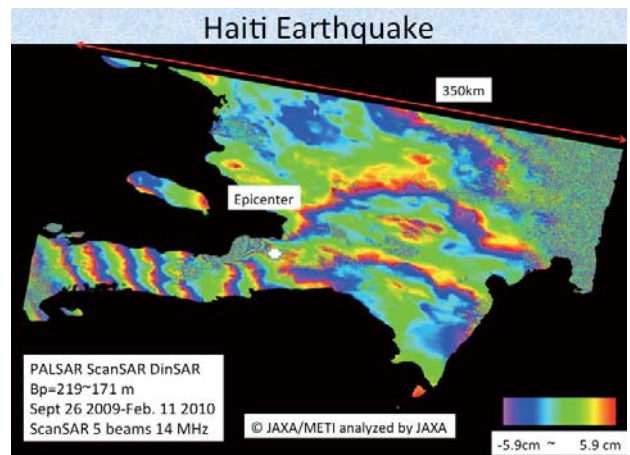 Haiti Earthquake
350km
Epicenter
PALSAR ScanSAR DinSAR
Bp=219~171 m
Sept 26 2009-Feb. 11 2010
ScanSAR 5 beams 14 MHz
© JAXA/METI analyzed by JAXA
-5.9cm ~ 5.9 cm